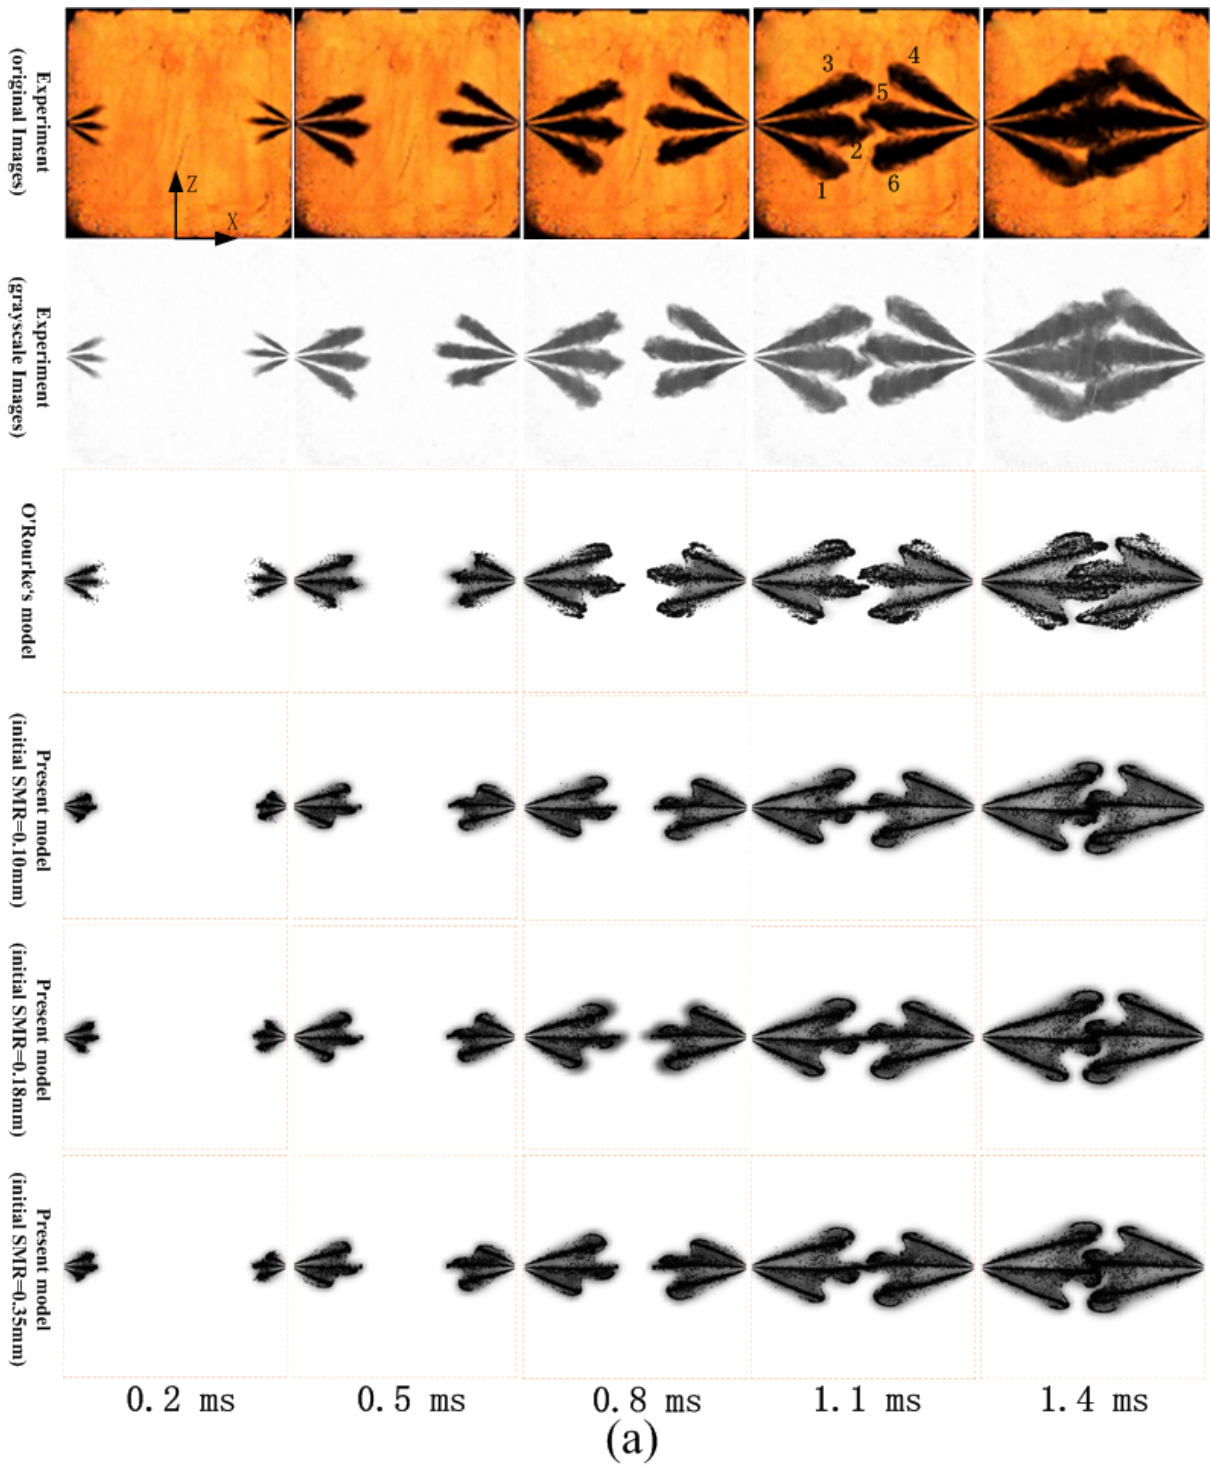 Experiment
(original Images)
3
4
5
2
1
6
Z
X
Experiment
(grayscale Images)
O'Rourke's model
Present model
(initial SMR=0.10mm)
Present model
(initial SMR=0.18mm)
Present model
(initial SMR=0.35mm)
0.2 ms
0.5 ms
0.8 ms
1.1 ms
1.4 ms
(a)